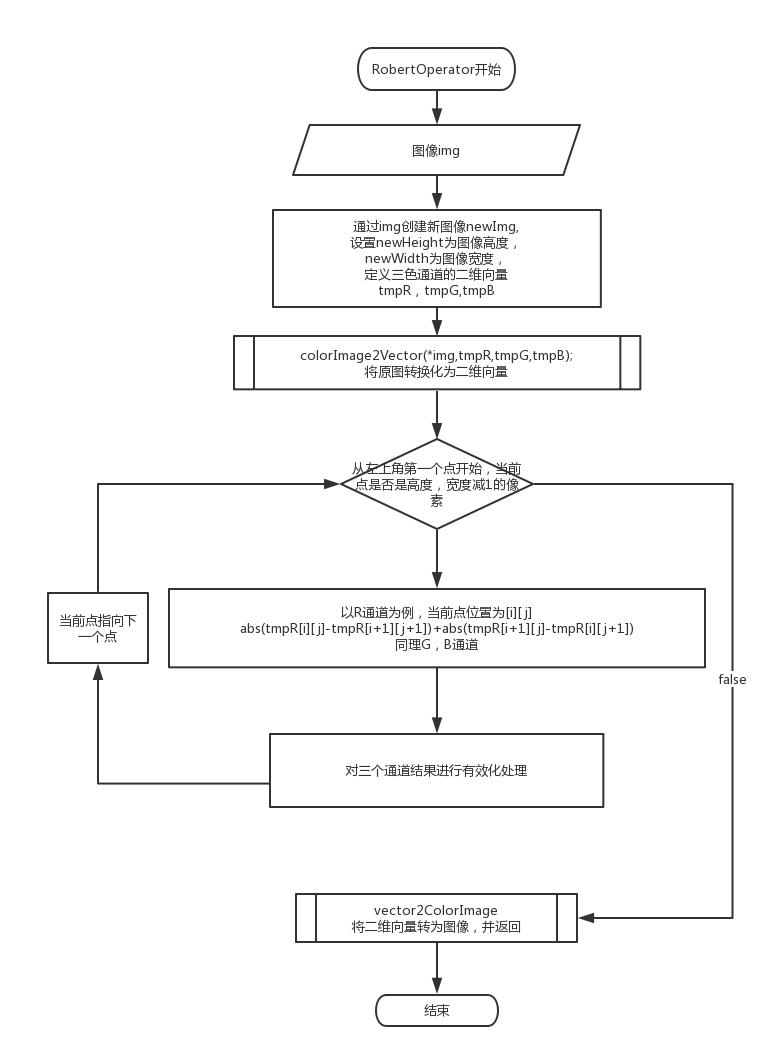 RobertOperator开始
图像img
通过img创建新图像newImg,
设置newHeight为图像高度，
newWidth为图像宽度，
定义三色通道的二维向量
tmpR，tmpG,tmpB
colorImage2Vector(*img,tmpR,tmpG,tmpB);
将原图转换化为二维向量
从左上角第一个点开始，当前
点是否是高度，宽度减1的像
素
当前点指向下
一个点
以R通道为例，当前点位置为[i][j]
abs(tmpR[i][j]-tmpR[i+1][j+1])+abs(tmpR[i+1][j]-tmpR[i][j+1])
同理G，B通道
false
对三个通道结果进行有效化处理
vector2ColorImage
将二维向量转为图像，并返回
结束